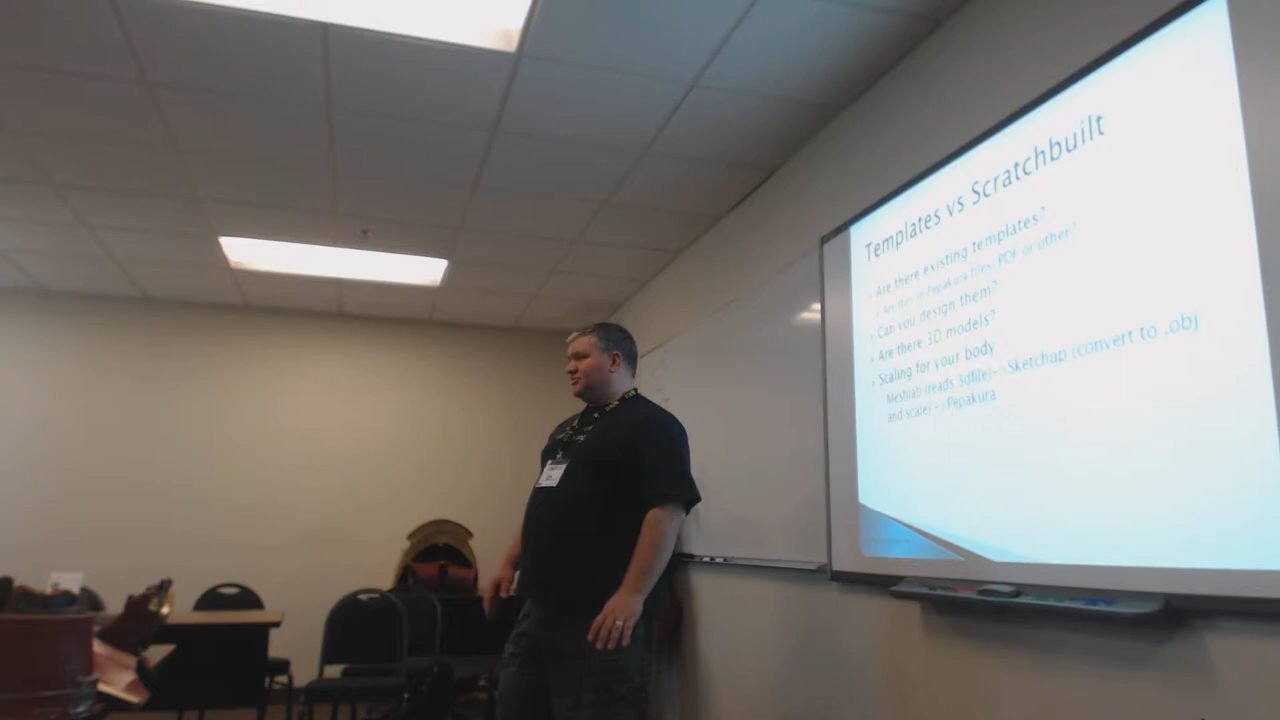 Templates vs Scratchbuilt
Are there existing templates?
Are they in Pepakura files, PDF or other?
Can you design them?
Are there 3D models?
Scaling for your body
Meshlab (reads 3dfile)->Sketchup (convert to .obj
and scale) ->Pepakura